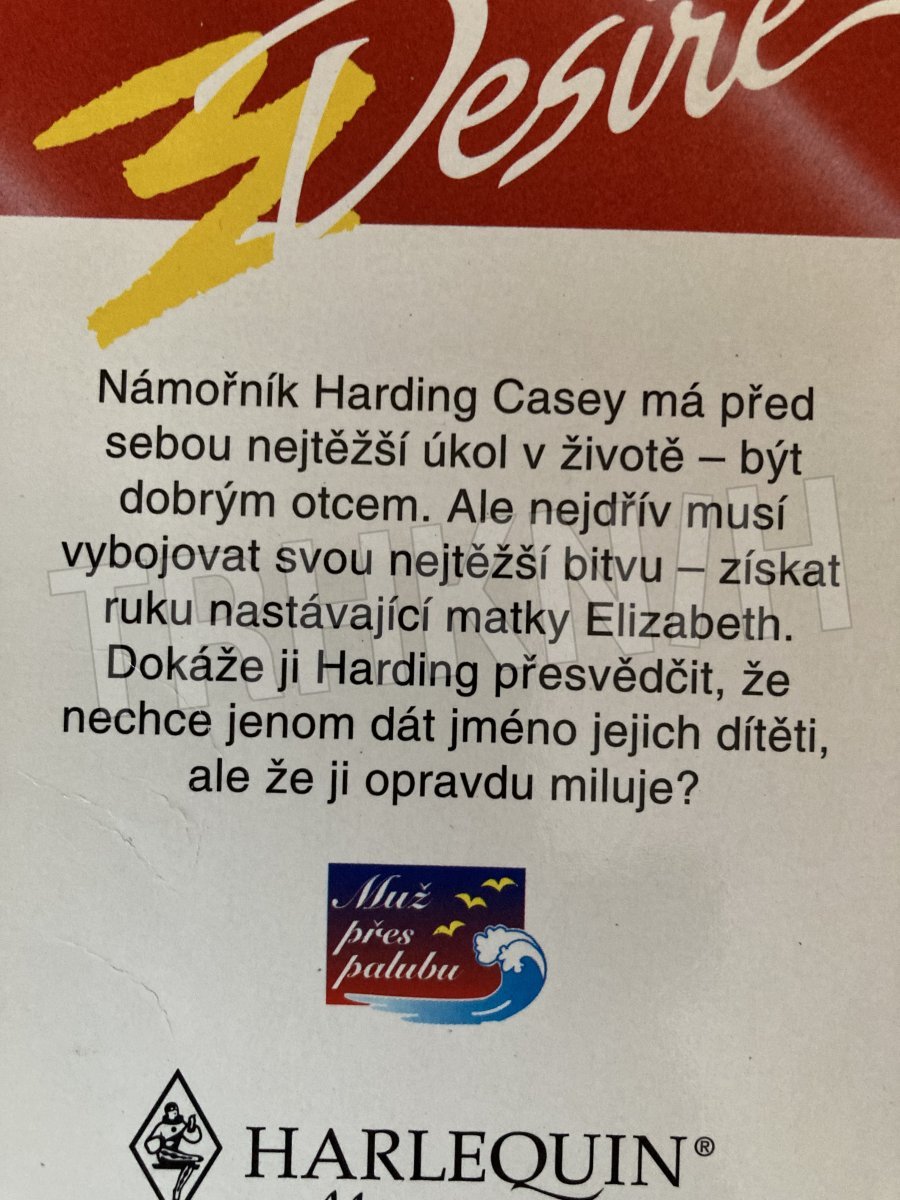 Desire
Námořník Harding Casey má před
sebou nejtěžší úkol v životě – být
dobrým otcem. Ale nejdřív musí
vybojovat svou nejtěžší bitvu – získat
ruku nastávající matky Elizabeth.
Dokáže ji Harding přesvědčit, že
nechce jenom dát jméno jejich dítěti,
ale že ji opravdu miluje?
TRHKNIH
Muž
přes
palubu
HARLEQUIN®